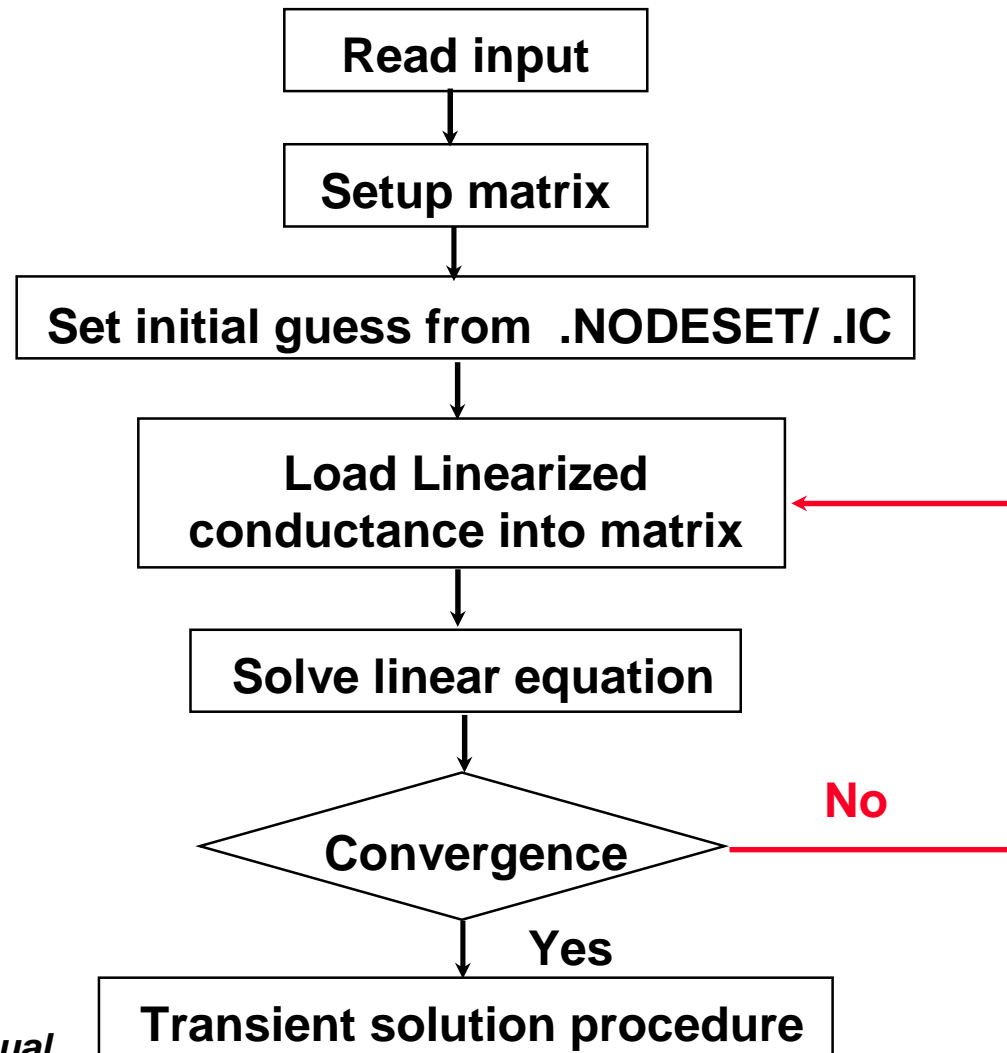 Read input
Setup matrix
Set initial guess from .NODESET/ .IC
Load Linearized
conductance into matrix
Solve linear equation
No
Convergence
Yes
Transient solution procedure